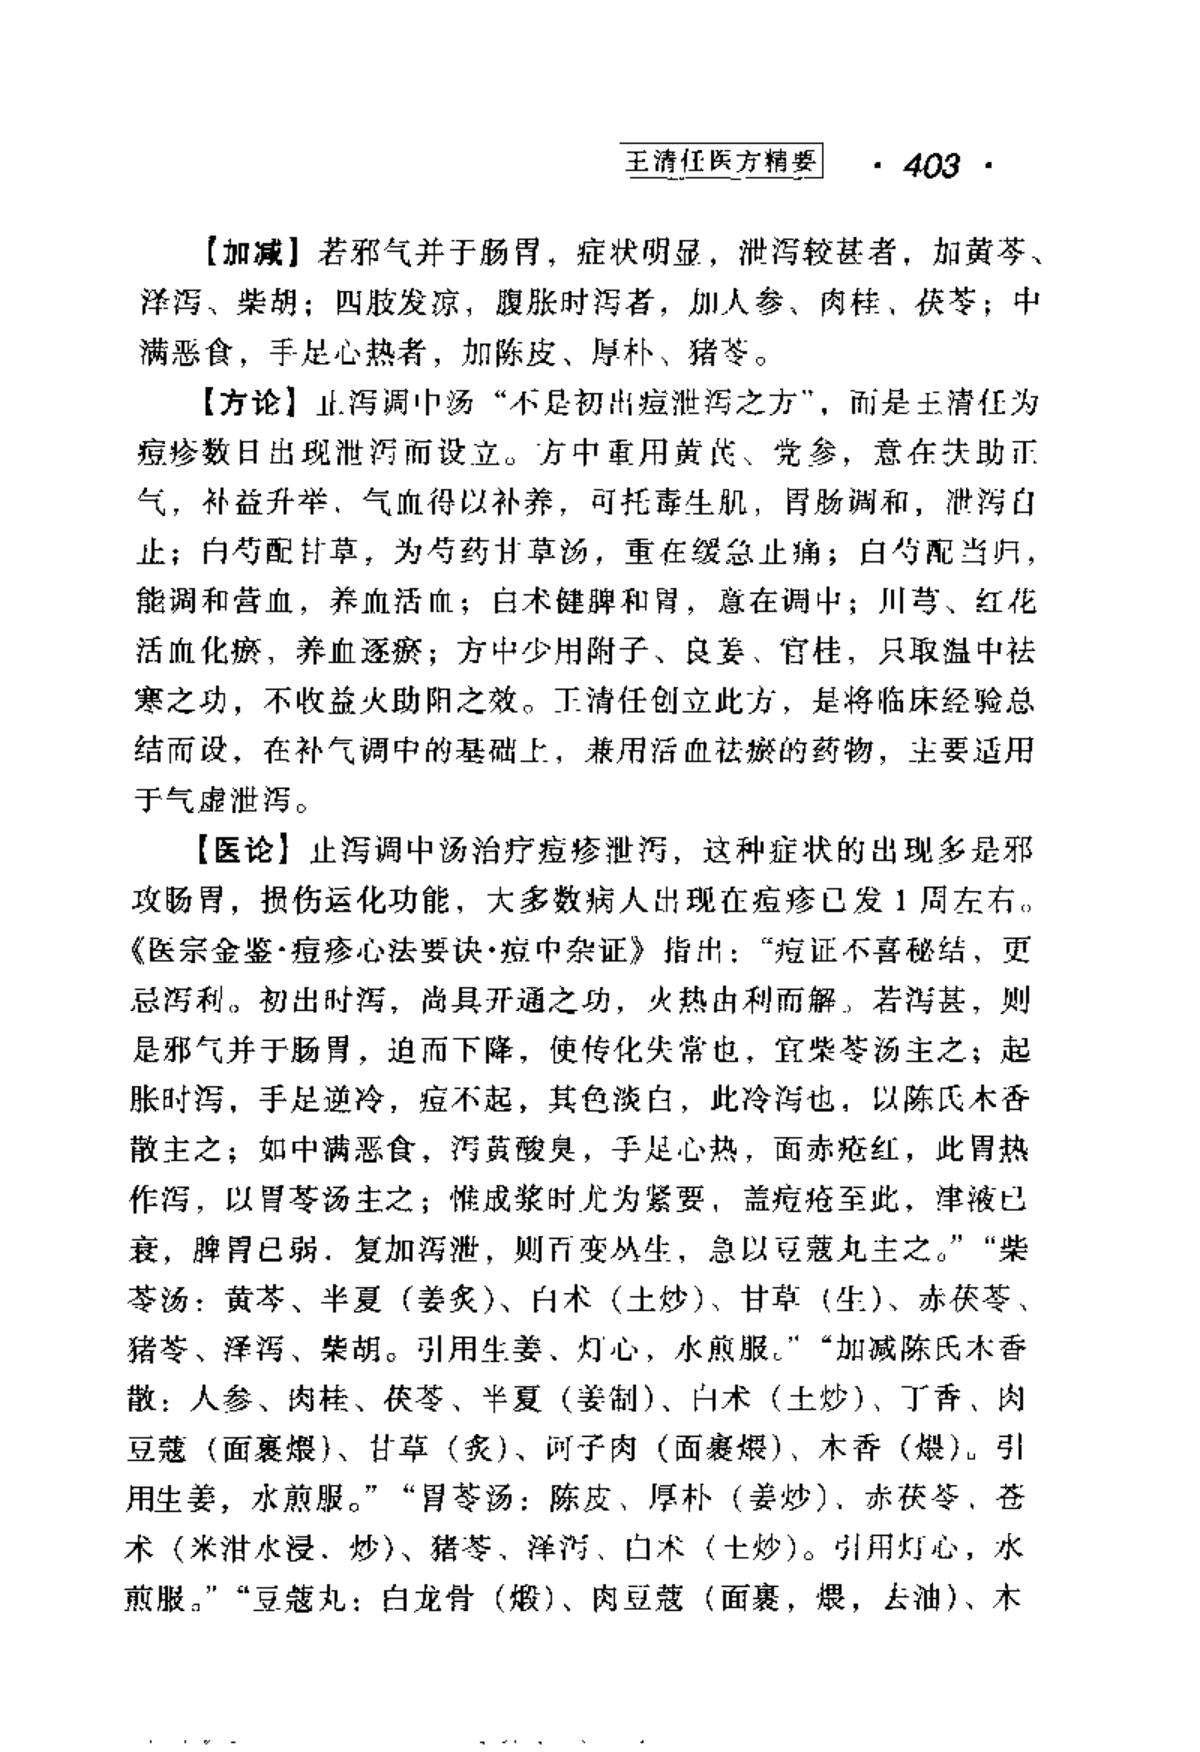 王清任医方精要 · 403 ·
【加减】若邪气并于肠胃，症状明显，泄泻较甚者，加黄芩、
泽泻、柴胡；四肢发凉，腹胀时泻者，加人参、肉桂、茯苓；中
满恶食，手足心热者，加陈皮、厚朴、猪苓。
【方论】止泻调中汤“不是初出痘泄泻之方”，而是王清任为
痘疹数日出现泄泻而设立。方中重用黄芪、党参，意在扶助正
气，补益升举，气血得以补养，可托毒生肌，胃肠调和，泄泻自
止；白芍配甘草，为芍药甘草汤，重在缓急止痛；白芍配当归，
能调和营血，养血活血；白术健脾和胃，意在调中；川芎、红花
活血化瘀，养血逐瘀；方中少用附子、良姜、官桂，只取温中祛
寒之功，不收益火助阳之效。王清任创立此方，是将临床经验总
结而设，在补气调中的基础上，兼用活血祛瘀的药物，主要适用
于气虚泄泻。
【医论】止泻调中汤治疗痘疹泄泻，这种症状的出现多是邪
攻肠胃，损伤运化功能，大多数病人出现在痘疹已发 1 周左右。
《医宗金鉴·痘疹心法要诀·痘中杂证》指出：“痘证不喜秘结，更
忌泻利。初出时泻，尚具开通之功，火热由利而解。若泻甚，则
是邪气并于肠胃，迫而下降，使传化失常也，宜柴苓汤主之；起
胀时泻，手足逆冷，痘不起，其色淡白，此冷泻也，以陈氏木香
散主之；如中满恶食，泻黄酸臭，手足心热，面赤疮红，此胃热
作泻，以胃苓汤主之；惟成浆时尤为紧要，盖痘疮至此，津液已
衰，脾胃已弱．复加泻泄，则百变丛生，急以豆蔻丸主之。”“柴
苓汤：黄芩、半夏（姜炙）、白术（土炒）、甘草（生）、赤茯苓、
猪苓、泽泻、柴胡。引用生姜、灯心，水煎服。”“加减陈氏木香
散：人参、肉桂、茯苓、半夏（姜制）、白术（土炒）、丁香、肉
豆蔻（面裹煨）、甘草（炙）、诃子肉（面裹煨）、木香（煨）。引
用生姜，水煎服。”“胃苓汤：陈皮、厚朴（姜炒）、赤茯苓、苍
术（米泔水浸．炒）、猪苓、泽泻、白术（土炒）。引用灯心，水
煎服。”“豆蔻丸：白龙骨（煅）、肉豆蔻（面裹，煨，去油）、木